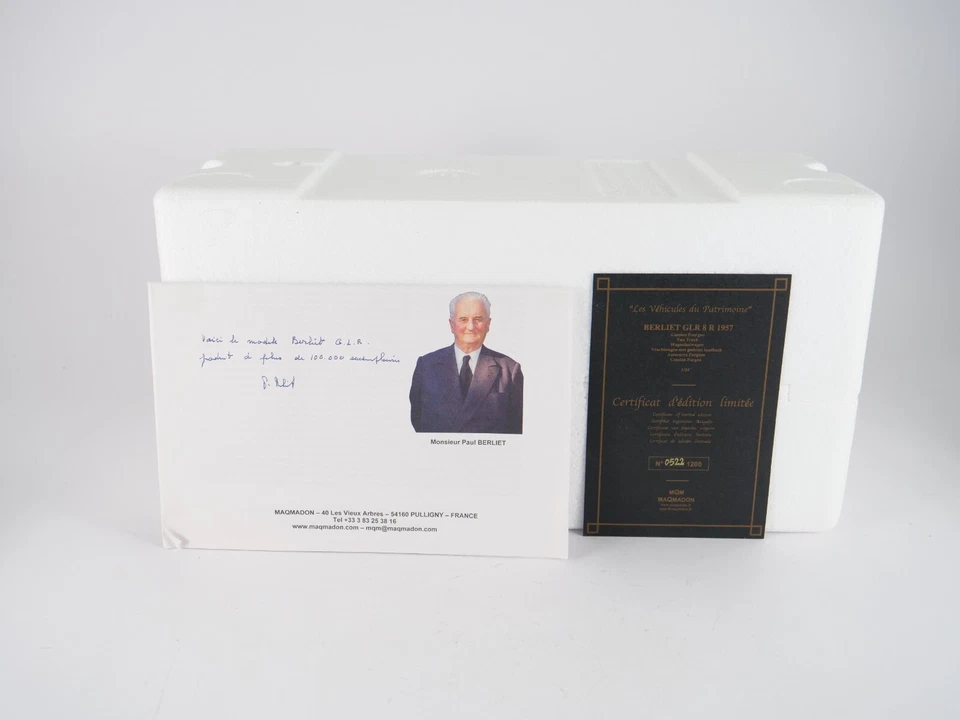 Voici le modèle Berliet G.L.R.
produit à plus de 100.000 exemplaires
Monsieur Paul BERLIET
MAQMADON – 40 Les Vieux Arbres – 54160 PULLIGNY – FRANCE
Tel +33 3 83 25 38 16
www.maqmadon.com – mqm@maqmadon.com
"Les Véhicules du Patrimoine"
BERLIET GLR 8 R 1957
Certificat d'édition limitée
N° 0522 1200
MQM
MAQMADON